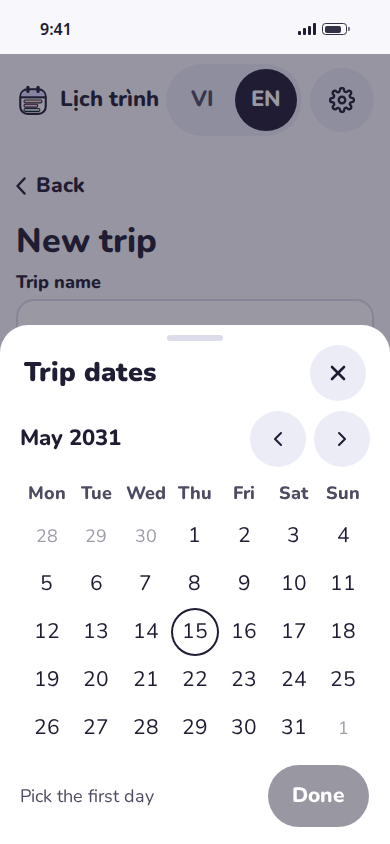 9:41
Lịch trình VI EN
Back
New trip
Trip name
Trip dates
May 2031
Mon Tue Wed Thu Fri Sat Sun
28 29 30 1 2 3 4
5 6 7 8 9 10 11
12 13 14 15 16 17 18
19 20 21 22 23 24 25
26 27 28 29 30 31 1
Pick the first day Done